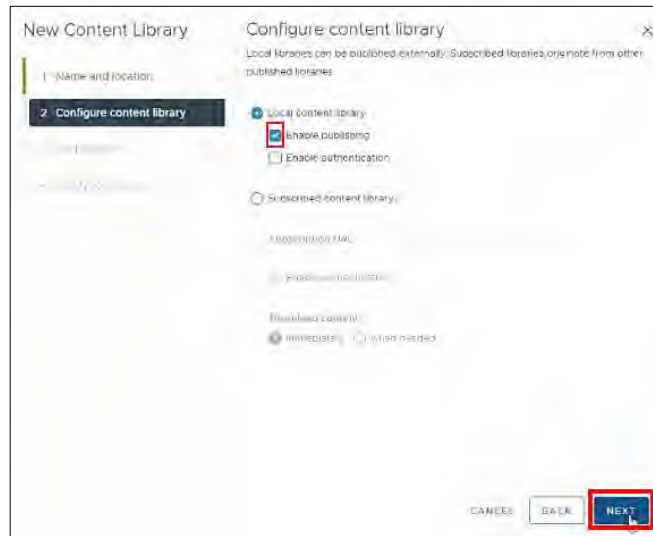 New Content Library
1 Name and location
2 Configure content library
Configure content library
Local libraries can be published externally. Subscribed libraries originate from other
published libraries
Local content library
Enable publishing
Enable authentication
Subscribed content library
Subscription URL
Enable authentication
Download content
immediately when needed
CANCEL BACK NEXT